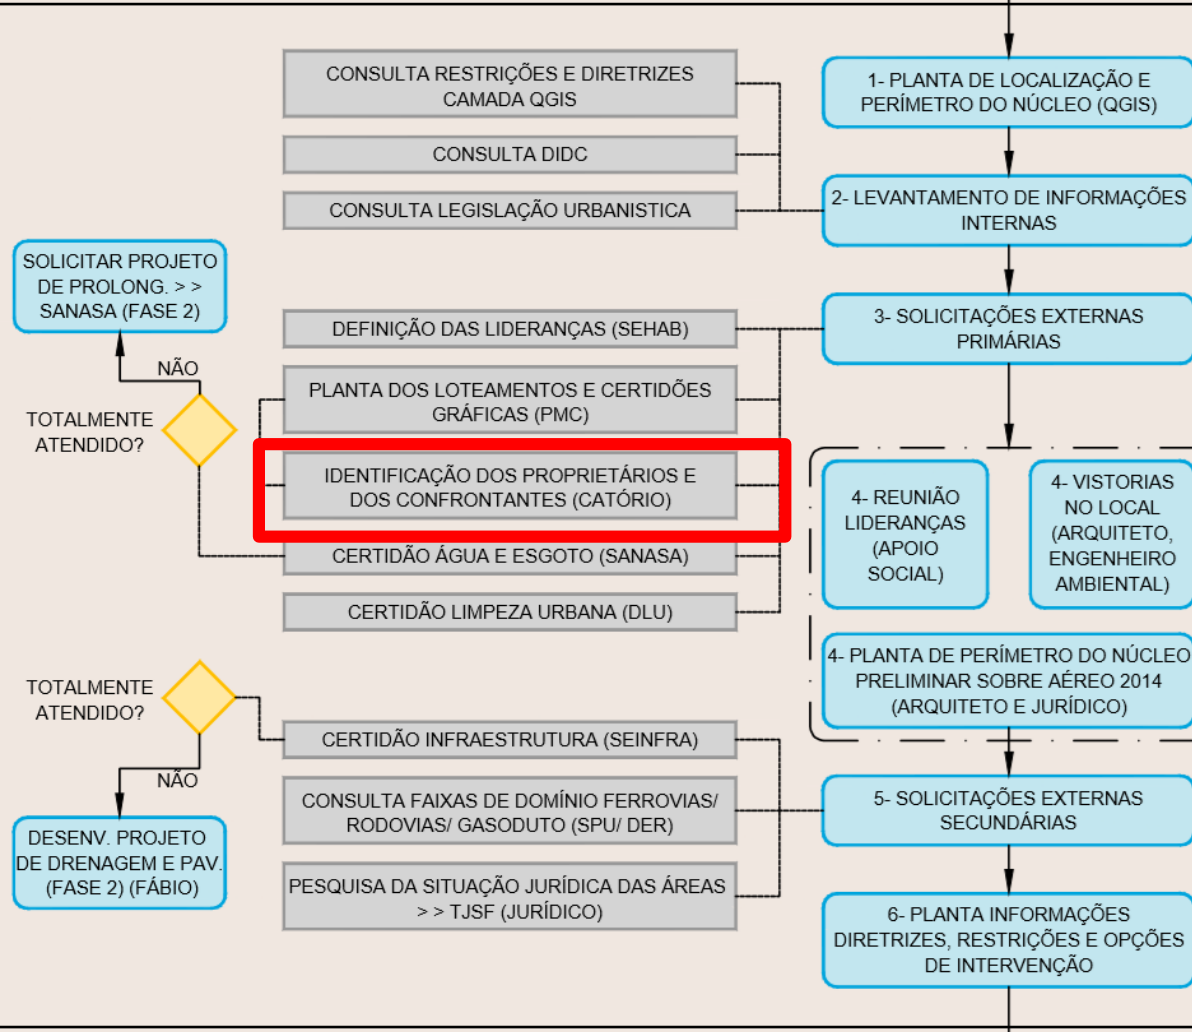 CONSULTA RESTRIÇÕES E DIRETRIZES
CAMADA QGIS
CONSULTA DIDC
CONSULTA LEGISLAÇÃO URBANISTICA
1- PLANTA DE LOCALIZAÇÃO E
PERÍMETRO DO NÚCLEO (QGIS)
2- LEVANTAMENTO DE INFORMAÇÕES
INTERNAS
3- SOLICITAÇÕES EXTERNAS
PRIMÁRIAS
SOLICITAR PROJETO
DE PROLONG. > >
SANASA (FASE 2)
NÃO
TOTALMENTE
ATENDIDO?
DEFINIÇÃO DAS LIDERANÇAS (SEHAB)
PLANTA DOS LOTEAMENTOS E CERTIDÕES
GRÁFICAS (PMC)
IDENTIFICAÇÃO DOS PROPRIETÁRIOS E
DOS CONFRONTANTES (CATÓRIO)
CERTIDÃO ÁGUA E ESGOTO (SANASA)
CERTIDÃO LIMPEZA URBANA (DLU)
4- REUNIÃO
LIDERANÇAS
(APOIO
SOCIAL)
4- VISTORIAS
NO LOCAL
(ARQUITETO,
ENGENHEIRO
AMBIENTAL)
4- PLANTA DE PERÍMETRO DO NÚCLEO
PRELIMINAR SOBRE AÉREO 2014
(ARQUITETO E JURÍDICO)
TOTALMENTE
ATENDIDO?
NÃO
DESENV. PROJETO
DE DRENAGEM E PAV.
(FASE 2) (FÁBIO)
CERTIDÃO INFRAESTRUTURA (SEINFRA)
CONSULTA FAIXAS DE DOMÍNIO FERROVIAS/
RODOVIAS/ GASODUTO (SPU/ DER)
PESQUISA DA SITUAÇÃO JURÍDICA DAS ÁREAS
> > TJSF (JURÍDICO)
5- SOLICITAÇÕES EXTERNAS
SECUNDÁRIAS
6- PLANTA INFORMAÇÕES
DIRETRIZES, RESTRIÇÕES E OPÇÕES
DE INTERVENÇÃO